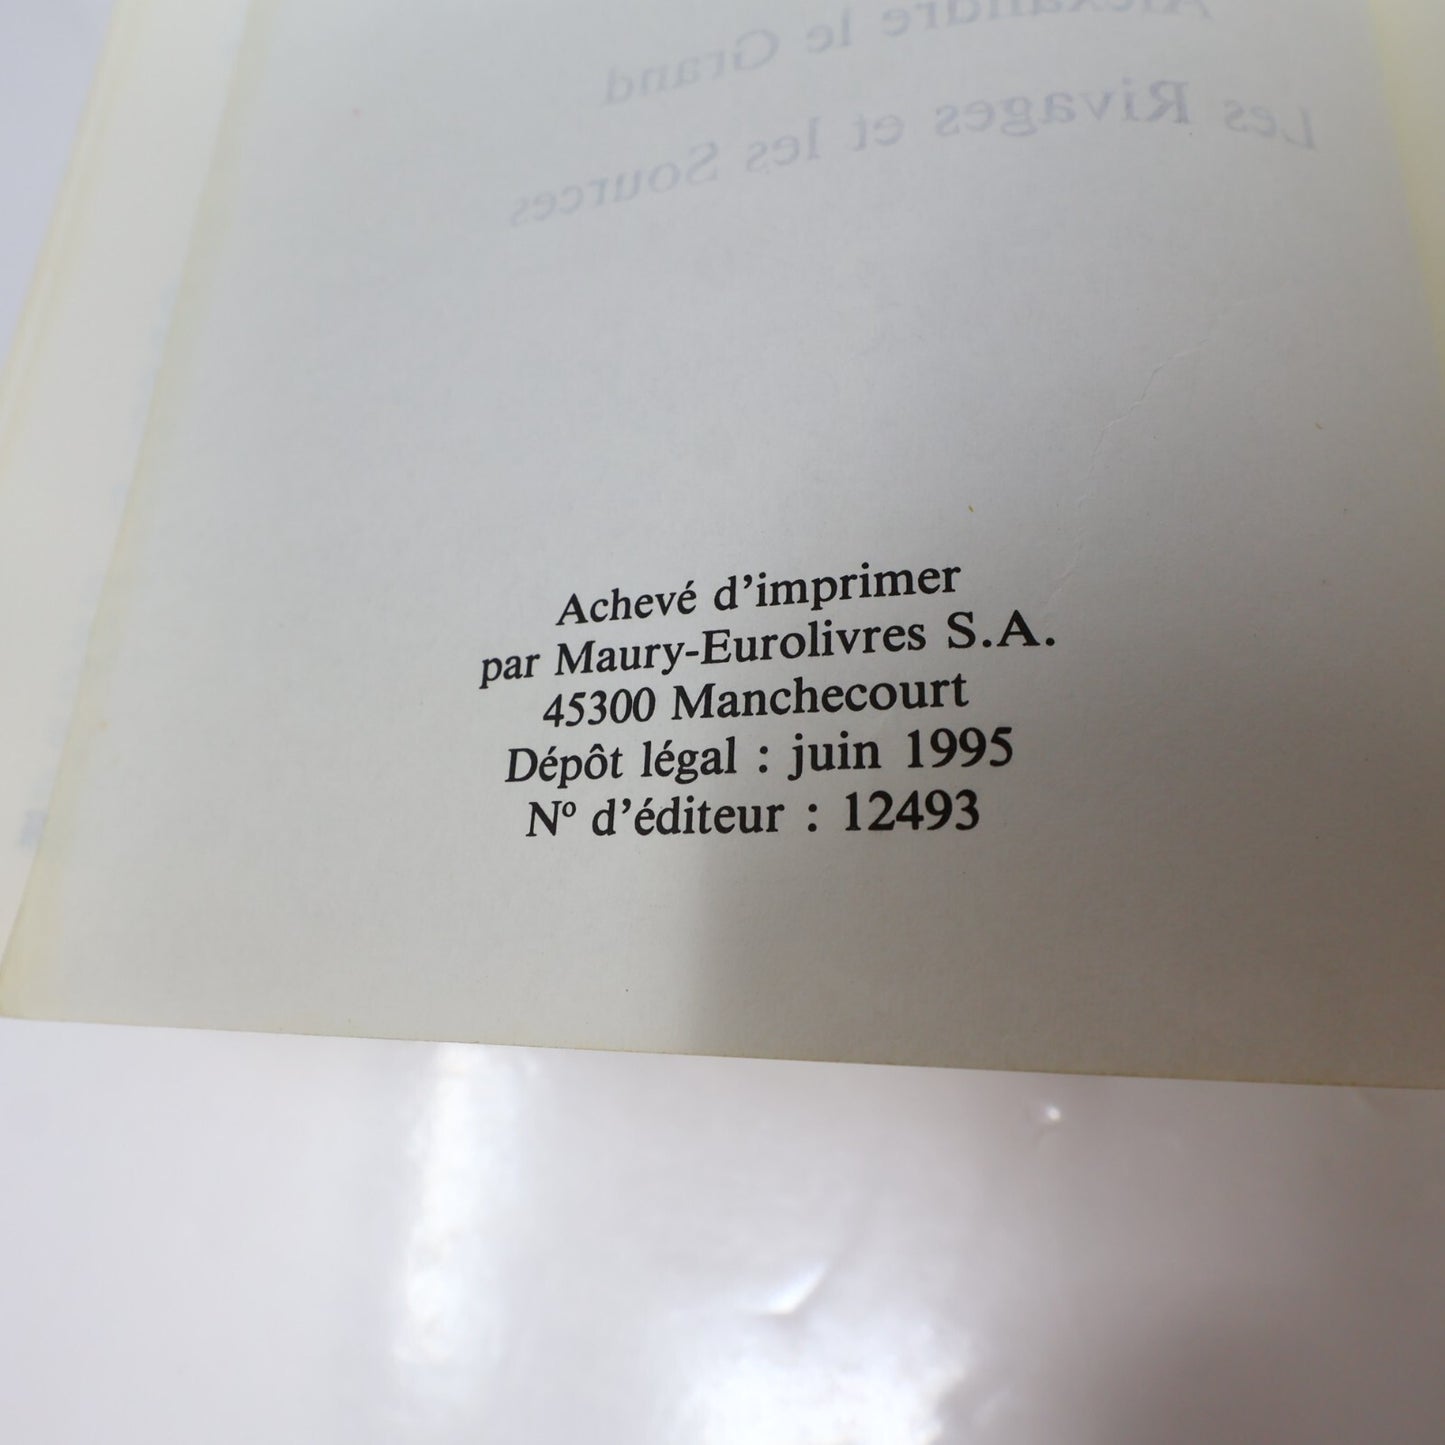 Alexandre le Grand
Les Rivages et les Sources
Achevé d'imprimer
par Maury-Eurolivres S.A.
45300 Manchecourt
Dépôt légal : juin 1995
Nº d'éditeur : 12493